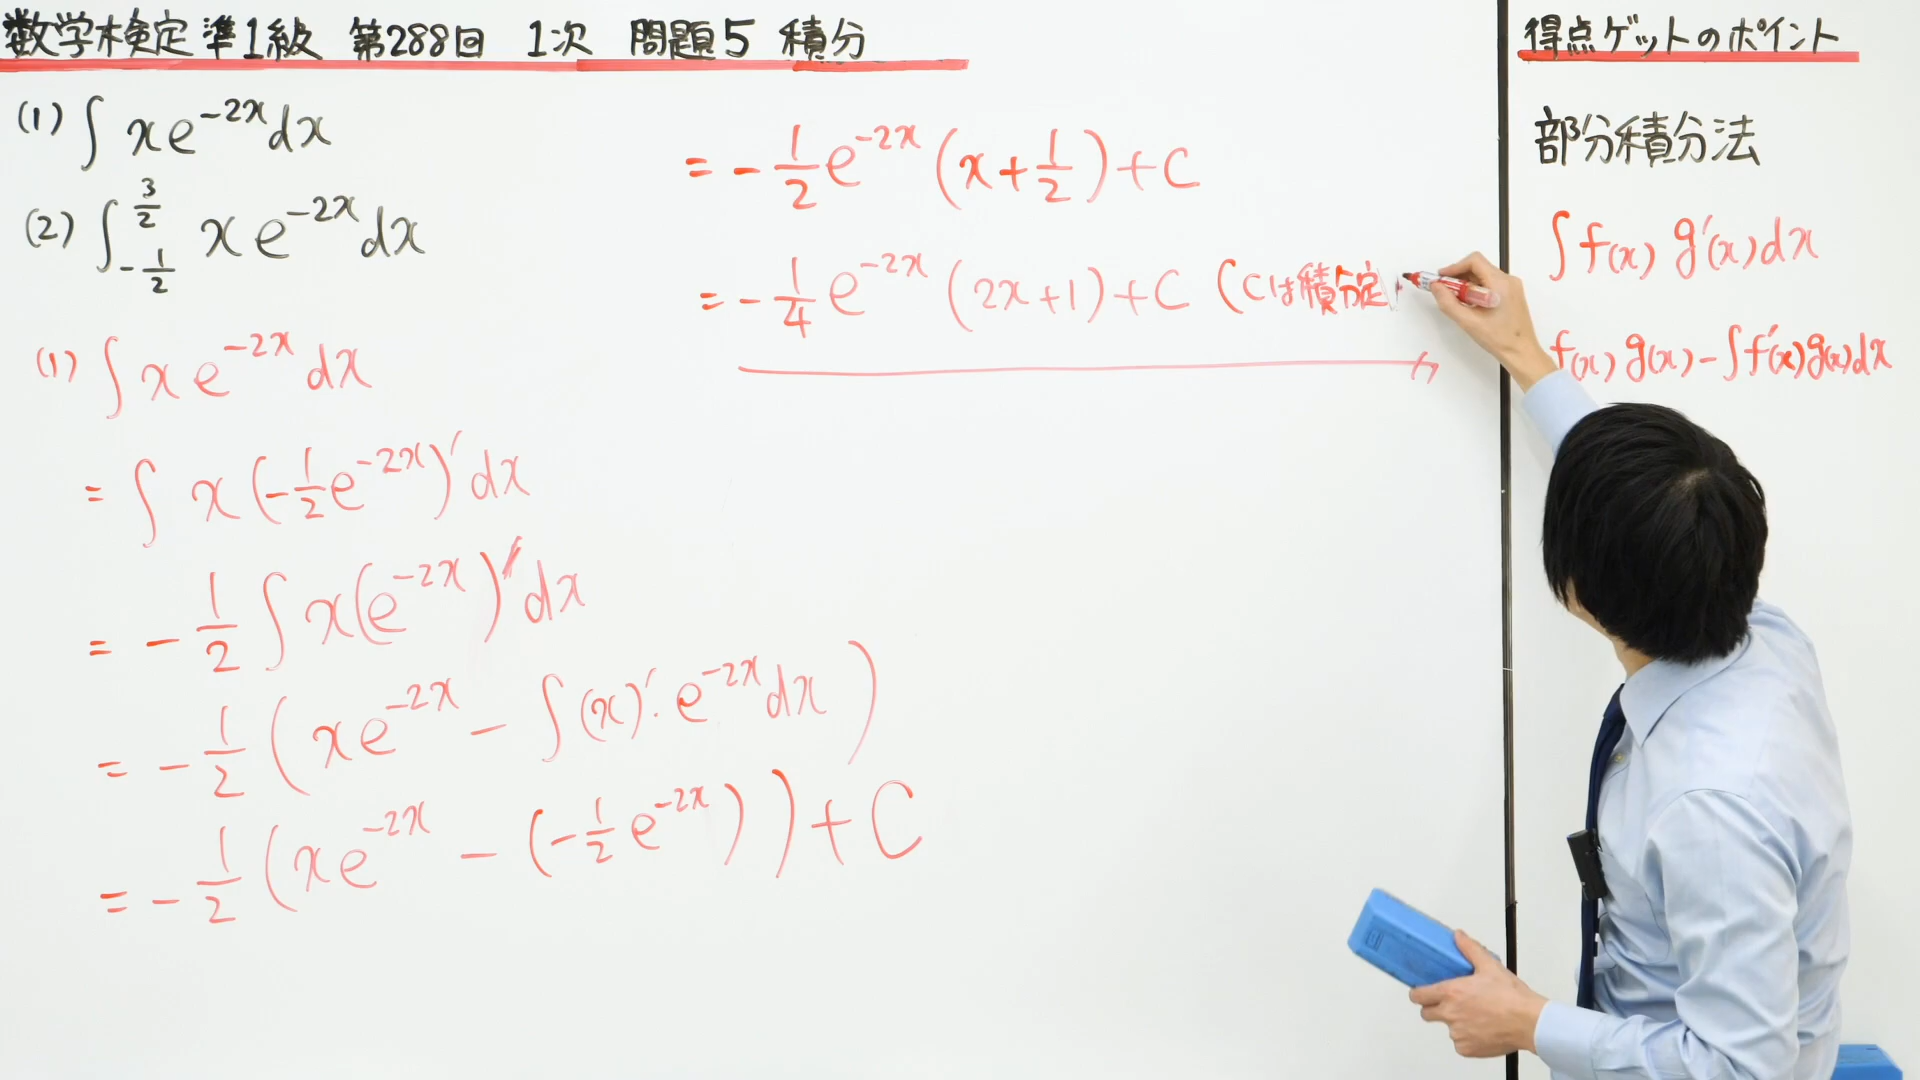 数学検定準1級 第288回 1次 問題5 積分
(1) ∫ xe^{-2x}dx
(2) ∫_{-1/2}^{3/2} xe^{-2x}dx
(1) ∫ xe^{-2x}dx
= ∫ x(-1/2 e^{-2x})'dx
= -1/2 ∫ x(e^{-2x})'dx
= -1/2 (xe^{-2x} - ∫(x)'·e^{-2x}dx)
= -1/2 (xe^{-2x} - (-1/2 e^{-2x})) + C
= -1/2 e^{-2x} (x + 1/2) + C
= -1/4 e^{-2x} (2x+1) + C (Cは積分定
得点ゲットのポイント
部分積分法
∫f(x) g'(x)dx
f(x) g(x) - ∫f'(x)g(x)dx